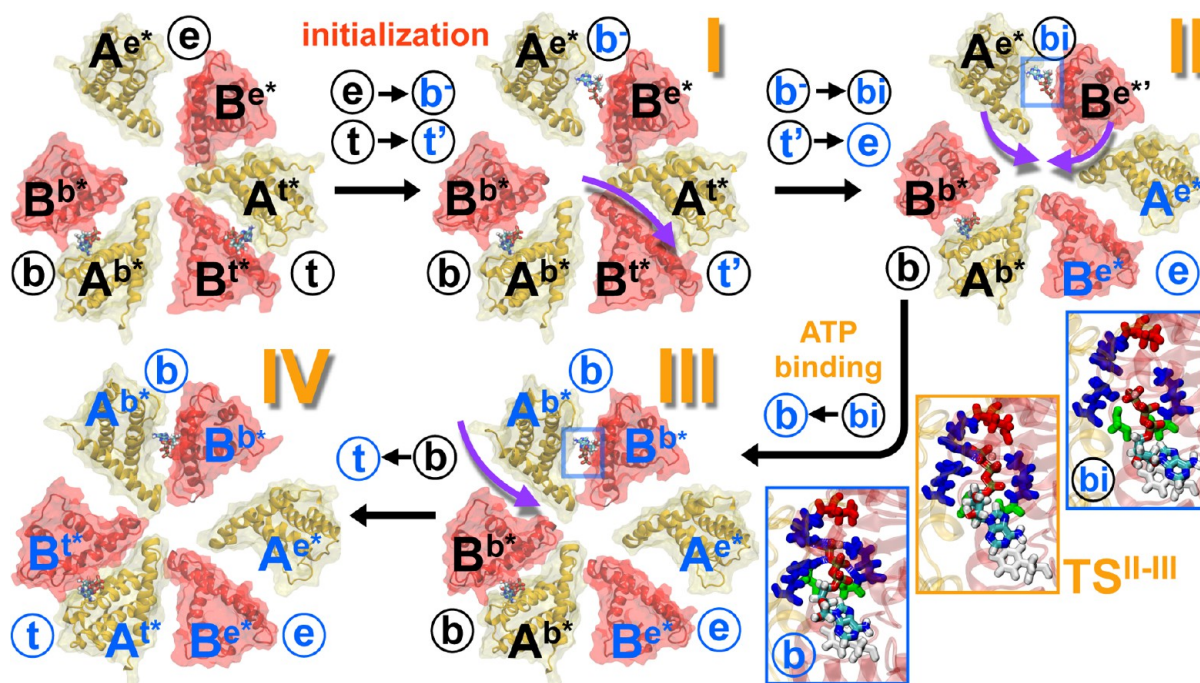 initialization
e → b-
t → t’
Ae* e
Be*
Bb* At*
b Ab* Bt* t
I
Ae* b-
Be*
Bb* At*
b Ab* Bt* t’
b- → bi
t’ → e
II
Ae* bi
Be*’
Bb* Ae*
b Ab* Be* e
ATP
binding
b ← bi
III
b
Ab* Bb*
Bb* Ae*
b Ab* Be* e
t ← b
IV
b
Ab* Bb*
Bt* Ae*
t At* Be* e
b
TSII-III
bi